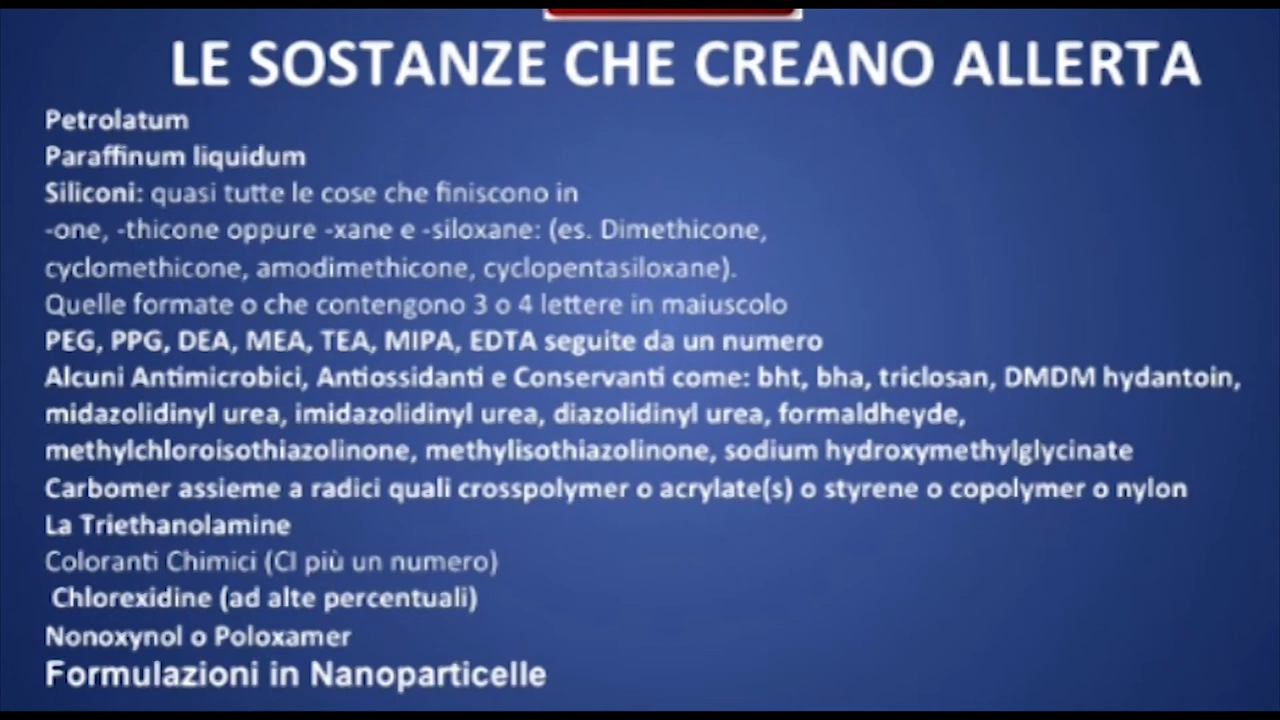 LE SOSTANZE CHE CREANO ALLERTA
Petrolatum
Paraffinum liquidum
Siliconi: quasi tutte le cose che finiscono in
-one, -thicone oppure -xane e -siloxane: (es. Dimethicone,
cyclomethicone, amodimethicone, cyclopentasiloxane).
Quelle formate o che contengono 3 o 4 lettere in maiuscolo
PEG, PPG, DEA, MEA, TEA, MIPA, EDTA seguite da un numero
Alcuni Antimicrobici, Antiossidanti e Conservanti come: bht, bha, triclosan, DMDM hydantoin,
midazolidinyl urea, imidazolidinyl urea, diazolidinyl urea, formaldheyde,
methylchloroisothiazolinone, methylisothiazolinone, sodium hydroxymethylglycinate
Carbomer assieme a radici quali crosspolymer o acrylate(s) o styrene o copolymer o nylon
La Triethanolamine
Coloranti Chimici (CI più un numero)
Chlorexidine (ad alte percentuali)
Nonoxynol o Poloxamer
Formulazioni in Nanoparticelle